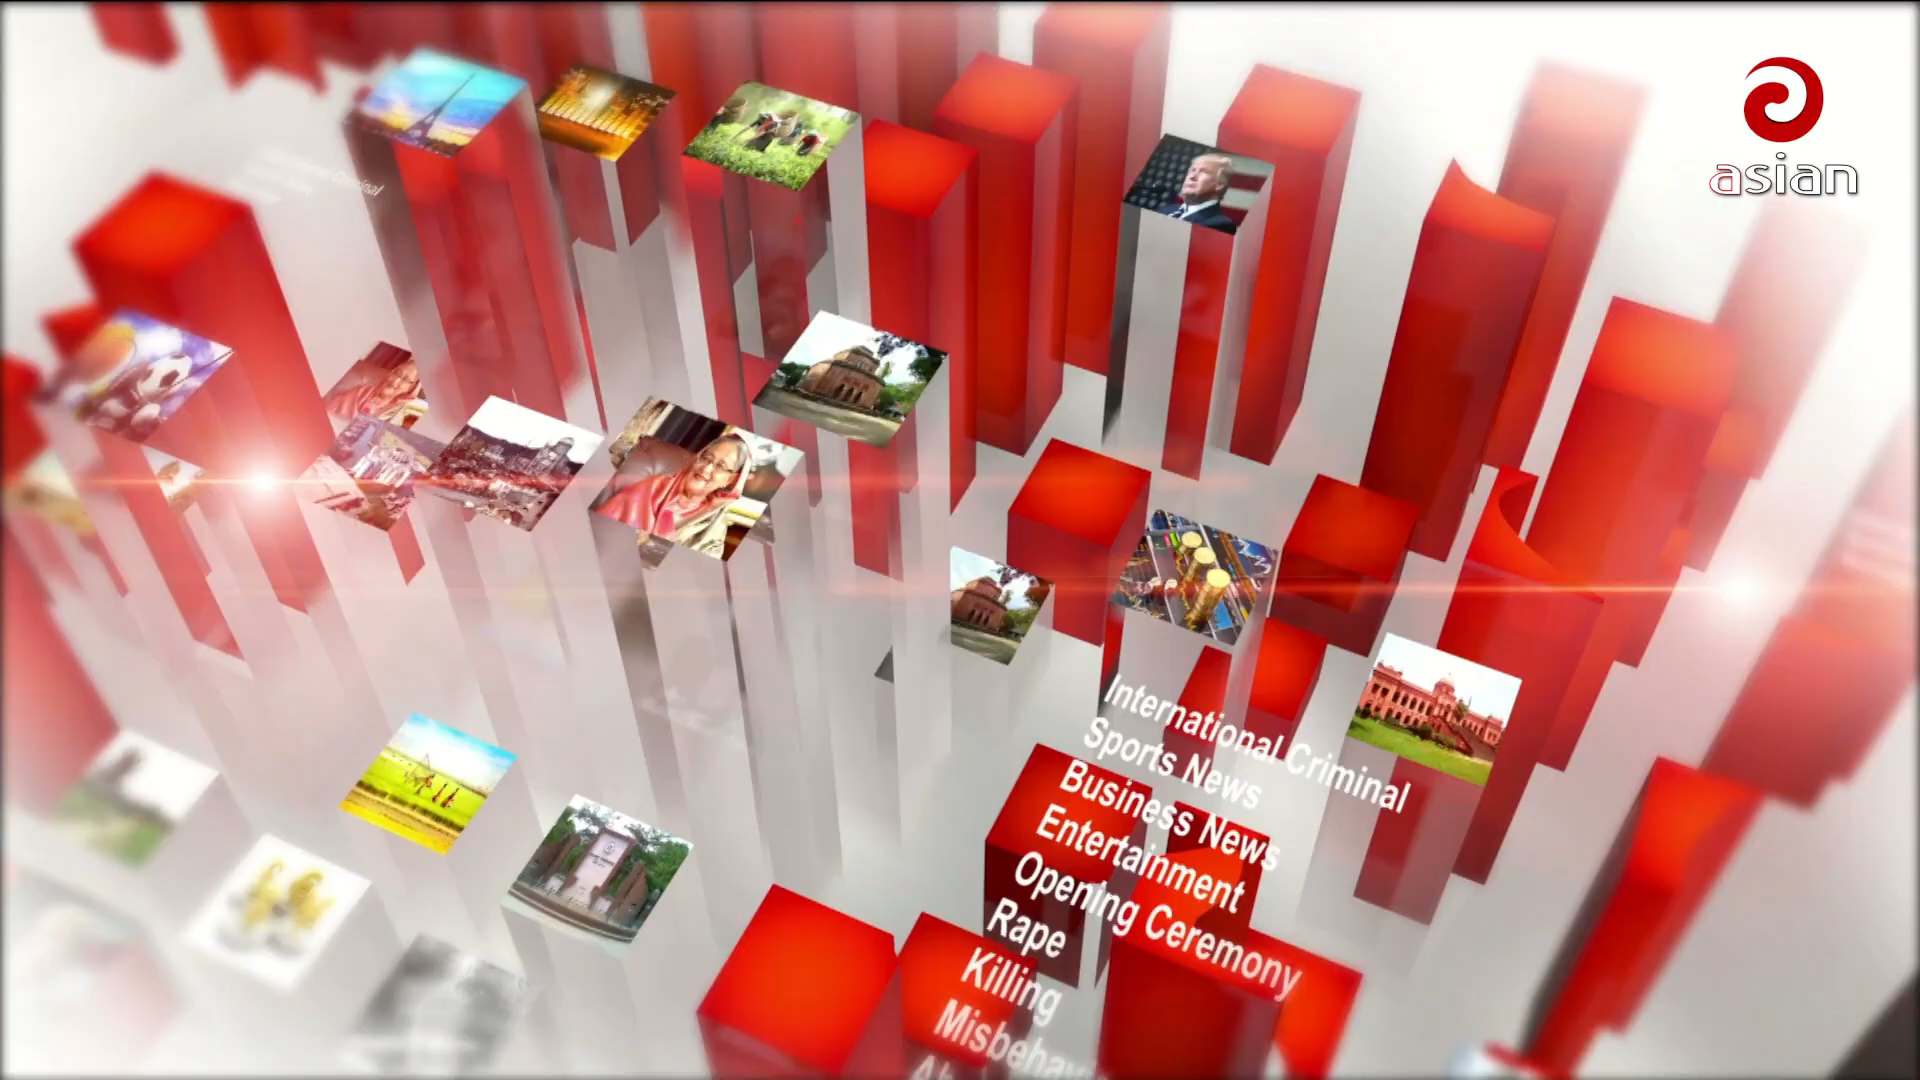 asian
International Criminal
Sports News
Business News
Entertainment
Opening Ceremony
Rape
Killing